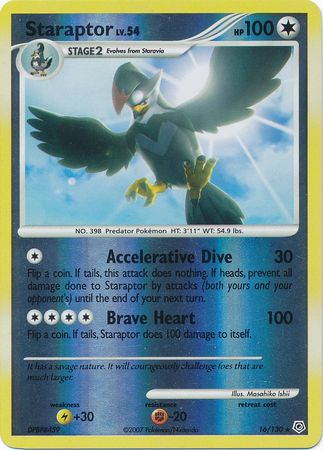 Staraptor LV.54 HP 100
STAGE2 Evolves from Staravia
NO. 398 Predator Pokémon HT: 3'11" WT: 54.9 lbs.
Accelerative Dive 30
Flip a coin. If tails, this attack does nothing. If heads, prevent all
damage done to Staraptor by attacks (both yours and your
opponent's) until the end of your next turn.
Brave Heart 100
Flip a coin. If tails, Staraptor does 100 damage to itself.
It has a savage nature. It will courageously challenge foes that are
much larger.
Illus. Masahiko Ishii
weakness resistance retreat cost
+30 -20
©2007 Pokémon/Nintendo 16/130 ★